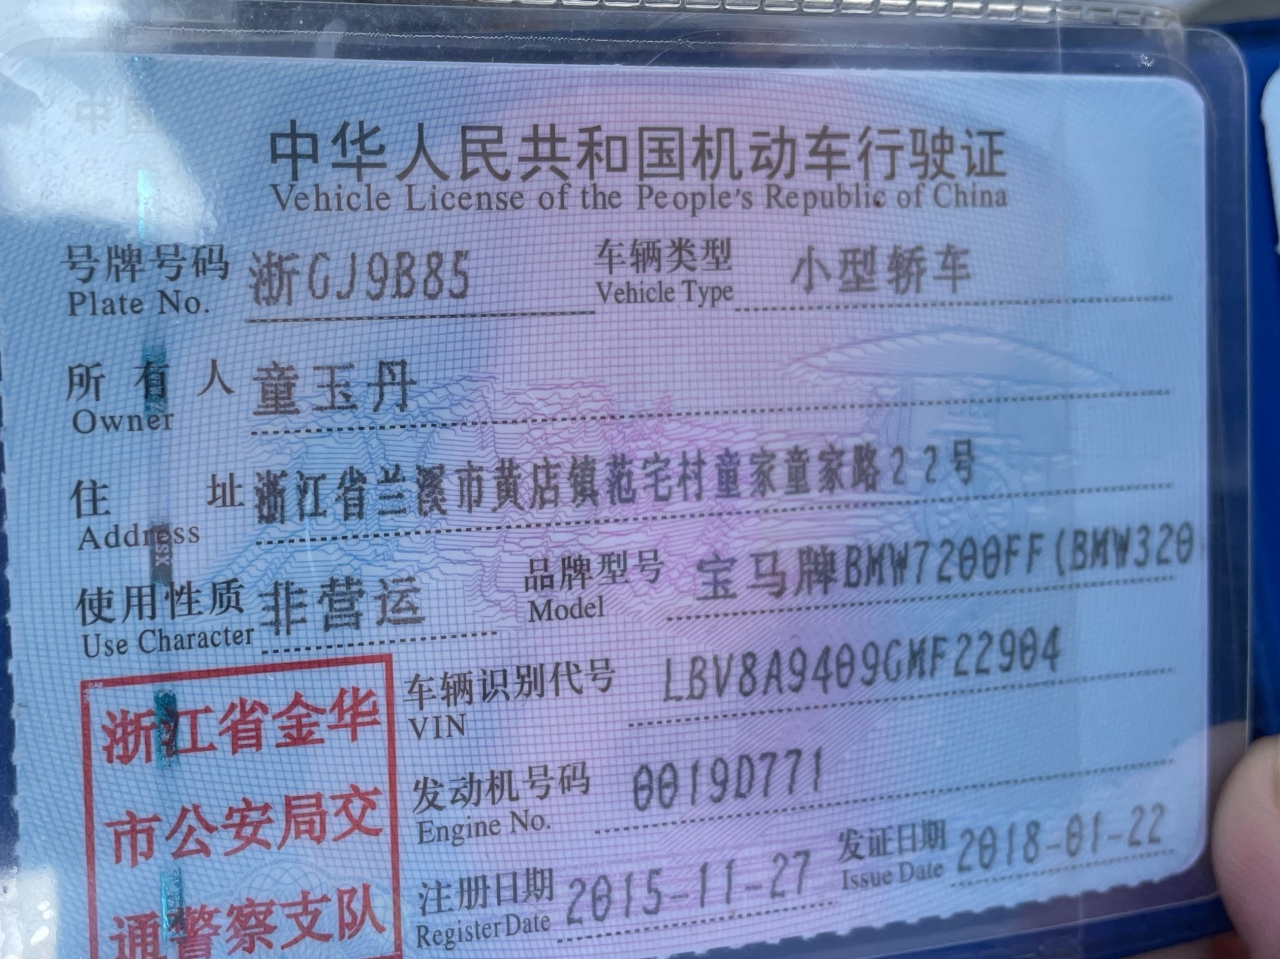 中华人民共和国机动车行驶证
Vehicle License of the People's Republic of China
号牌号码 浙GJ9B85 车辆类型 小型轿车
Plate No. Vehicle Type
所有人 童玉丹
Owner
住址 浙江省兰溪市黄店镇范宅村童家童家路22号
Address
使用性质 非营运 品牌型号 宝马牌BMW7200FF(BMW320
Use Character Model
车辆识别代号 LBV8A9409GMF22904
VIN
发动机号码 0019D771
Engine No.
注册日期 2015-11-27 发证日期 2018-01-22
Register Date Issue Date
浙江省金华
市公安局交
通警察支队